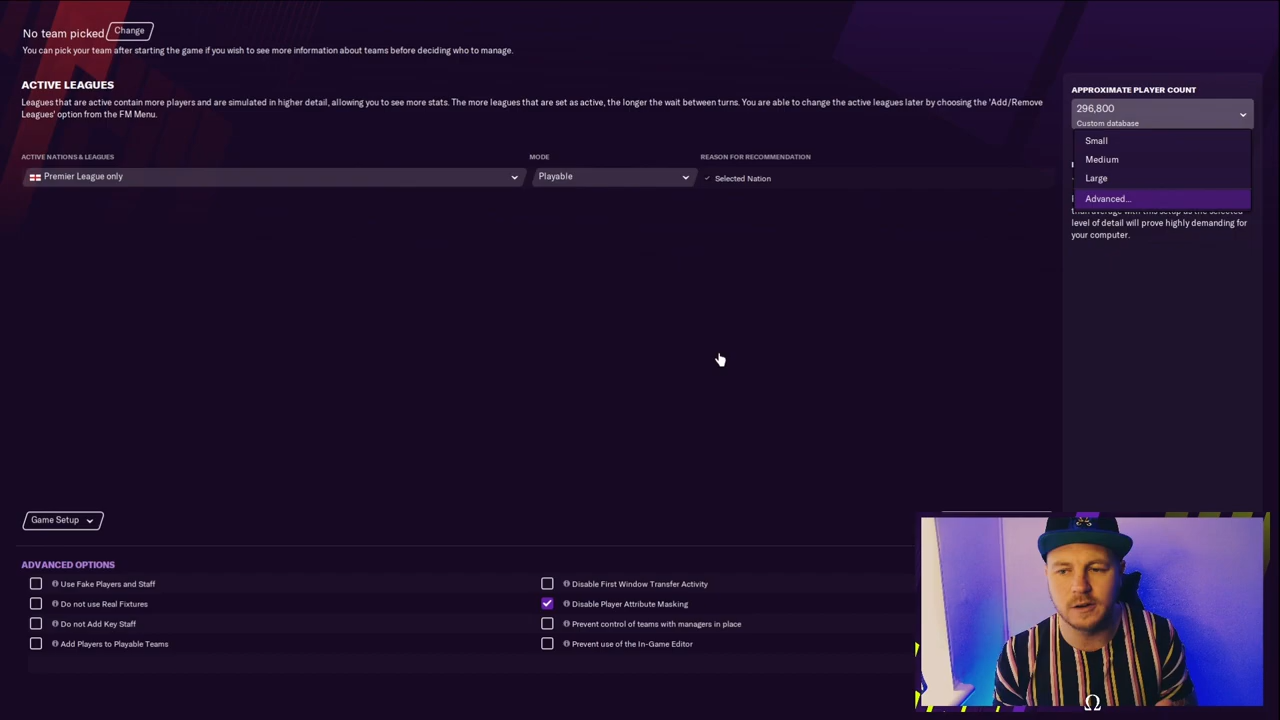 No team picked
Change
You can pick your team after starting the game if you wish to see more information about teams before deciding who to manage.
ACTIVE LEAGUES
Leagues that are active contain more players and are simulated in higher detail, allowing you to see more stats. The more leagues that are set as active, the longer the wait between turns. You are able to change the active leagues later by choosing the 'Add/Remove
Leagues' option from the FM Menu.
ACTIVE NATIONS & LEAGUES
MODE
REASON FOR RECOMMENDATION
Premier League only
Playable
Selected Nation
APPROXIMATE PLAYER COUNT
296,800
Custom database
Small
Medium
Large
Advanced...
than average with this setup as the selected
level of detail will prove highly demanding for
your computer.
Game Setup
ADVANCED OPTIONS
Use Fake Players and Staff
Do not use Real Fixtures
Do not Add Key Staff
Add Players to Playable Teams
Disable First Window Transfer Activity
Disable Player Attribute Masking
Prevent control of teams with managers in place
Prevent use of the In-Game Editor
Ω